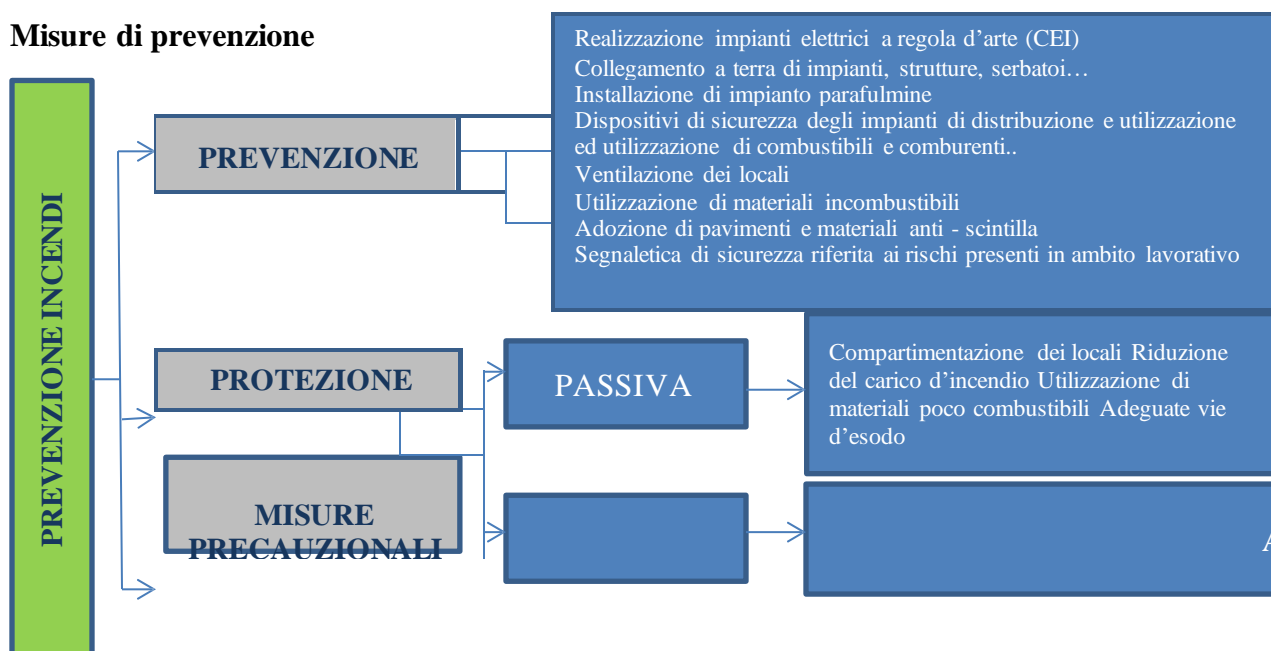 Misure di prevenzione
Realizzazione impianti elettrici a regola d'arte (CEI)
Collegamento a terra di impianti, strutture, serbatoi…
Installazione di impianto parafulmine
Dispositivi di sicurezza degli impianti di distribuzione e utilizzazione
ed utilizzazione di combustibili e comburenti..
Ventilazione dei locali
Utilizzazione di materiali incombustibili
Adozione di pavimenti e materiali anti - scintilla
Segnaletica di sicurezza riferita ai rischi presenti in ambito lavorativo
PREVENZIONE INCENDI
PREVENZIONE
PROTEZIONE
PASSIVA
Compartimentazione dei locali Riduzione
del carico d'incendio Utilizzazione di
materiali poco combustibili Adeguate vie
d'esodo
MISURE
PRECAUZIONALI
A